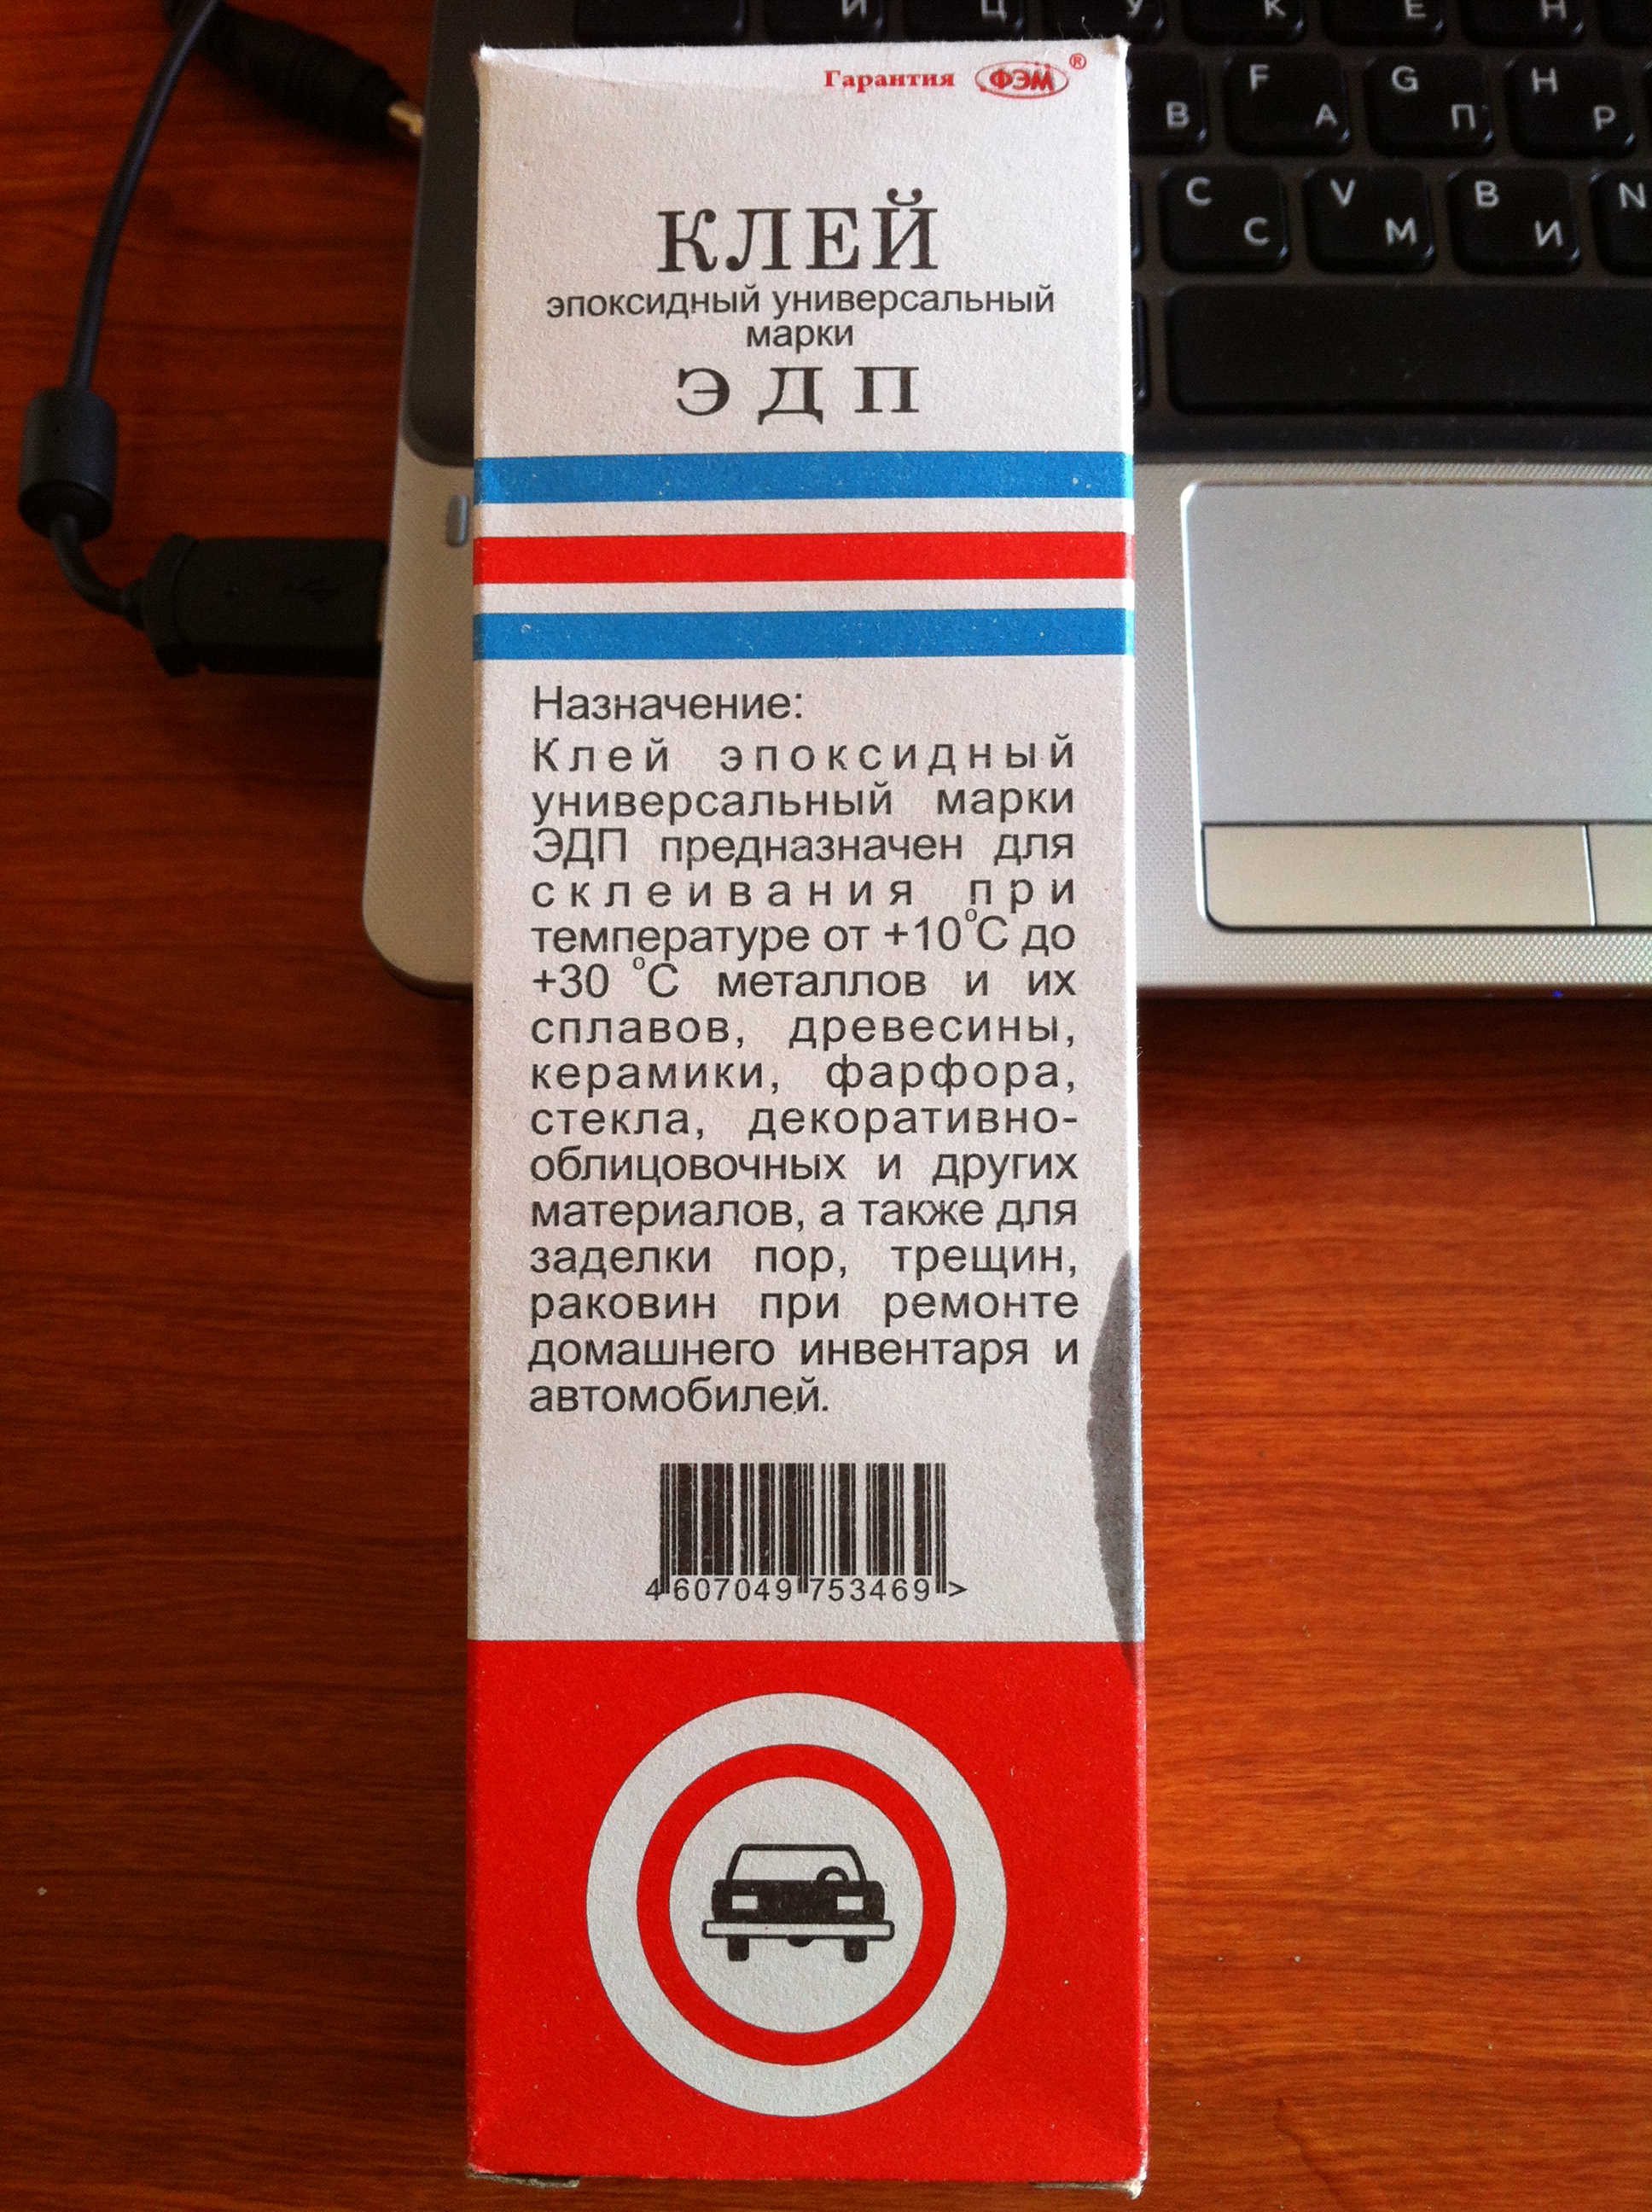 Й Ц У К Е Н
Гарантия ФЭМ ®
F G H
В А П Р
КЛЕЙ
C V B N
С М И
эпоксидный универсальный
марки
ЭДП
Назначение:
Клей эпоксидный
универсальный марки
ЭДП предназначен для
склеивания при
температуре от +10°С до
+30 °С металлов и их
сплавов, древесины,
керамики, фарфора,
стекла, декоративно-
облицовочных и других
материалов, а также для
заделки пор, трещин,
раковин при ремонте
домашнего инвентаря и
автомобилей.
4 607049 753469 >